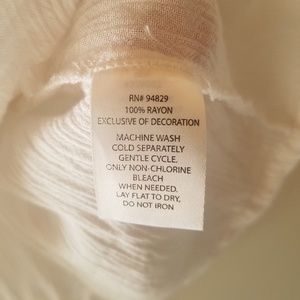 RN# 94829
100% RAYON
EXCLUSIVE OF DECORATION
MACHINE WASH
COLD SEPARATELY
GENTLE CYCLE.
ONLY NON-CHLORINE
BLEACH
WHEN NEEDED.
LAY FLAT TO DRY,
DO NOT IRON